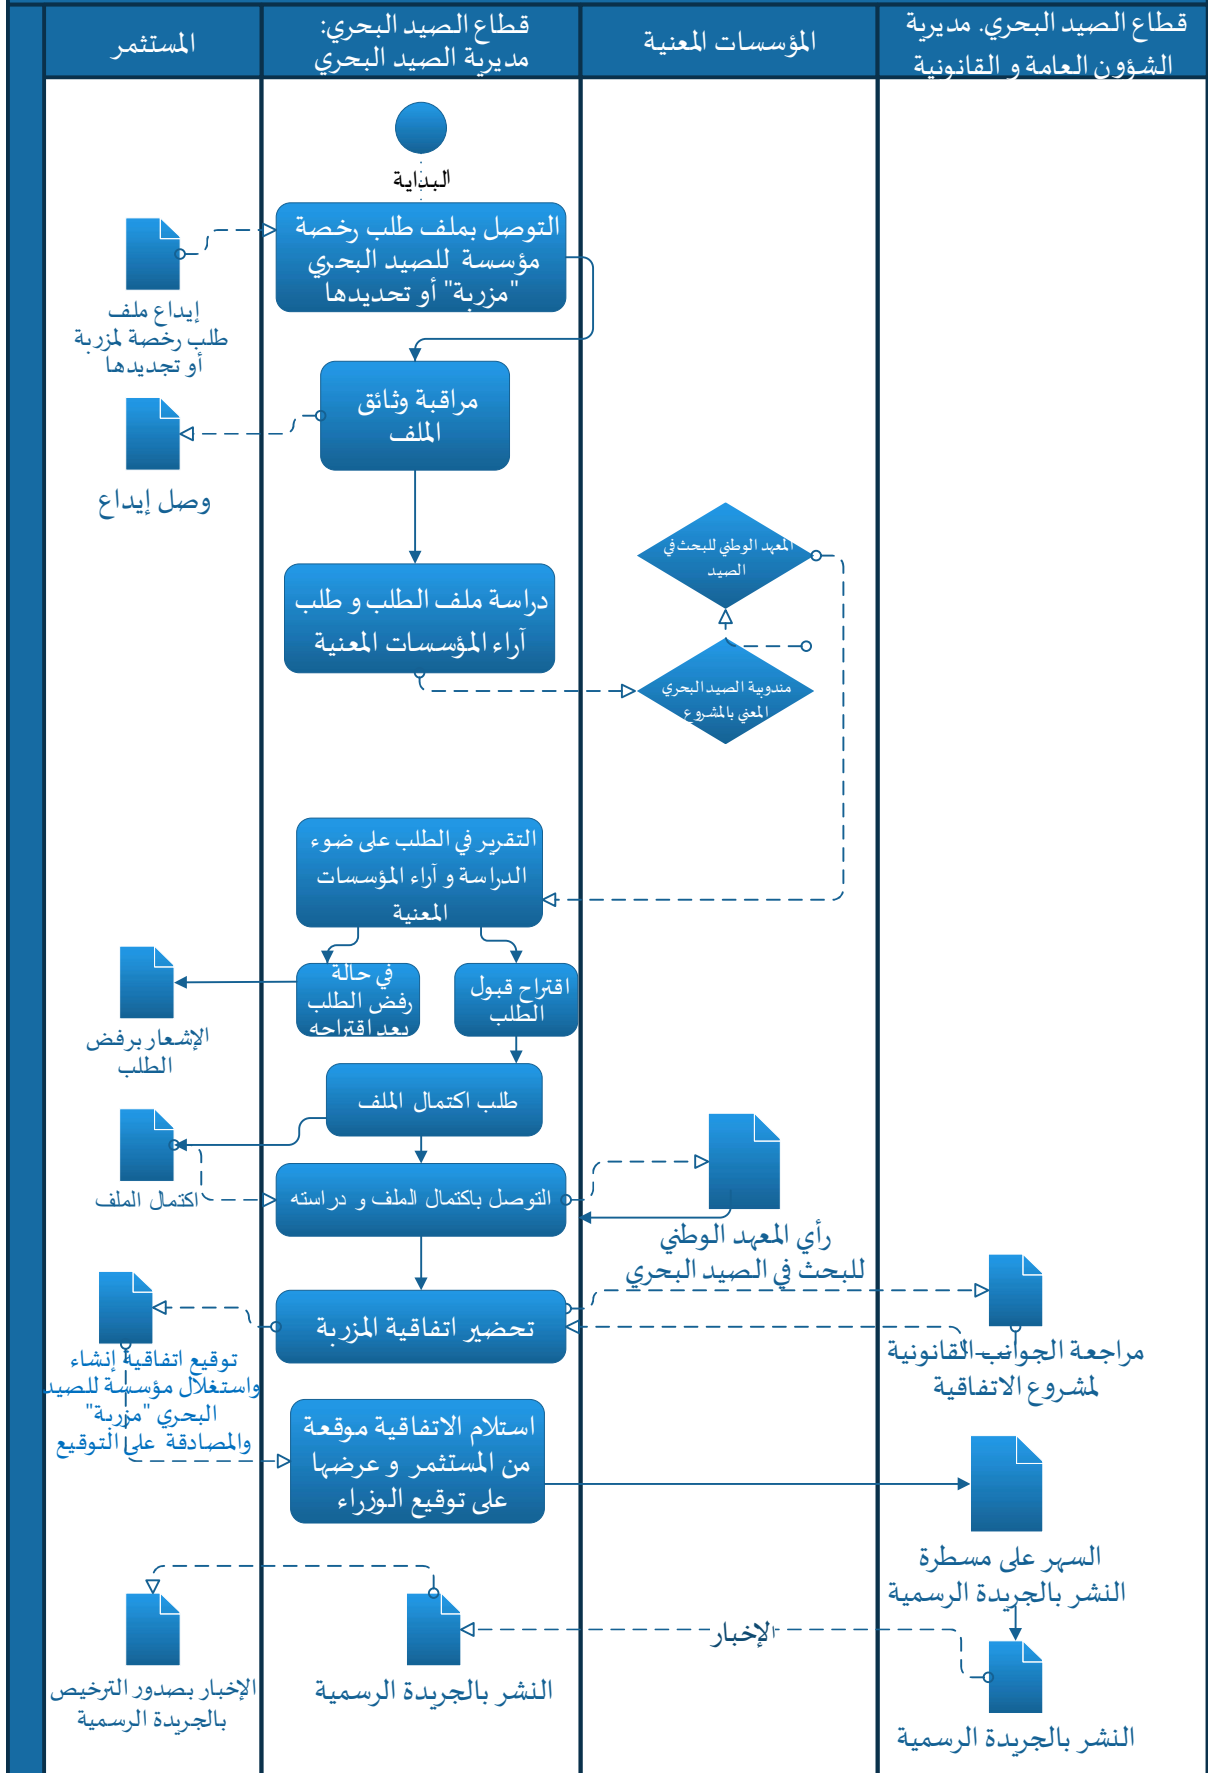 قطاع الصيد البحري. مديرية
الشؤون العامة و القانونية
المؤسسات المعنية
قطاع الصيد البحري:
مديرية الصيد البحري
المستثمر
البداية
التوصل بملف طلب رخصة
مؤسسة للصيد البحري
"مزربة" أو تحديدها
إيداع ملف
طلب رخصة لمزربة
أو تجديدها
مراقبة وثائق
الملف
وصل إيداع
المعهد الوطني للبحث في
الصيد
دراسة ملف الطلب و طلب
آراء المؤسسات المعنية
مندوبية الصيد البحري
المعني بالمشروع
التقرير في الطلب على ضوء
الدراسة و آراء المؤسسات
المعنية
اقتراح قبول
الطلب
في حالة
رفض الطلب
بعد اقتراحه
الإشعار برفض
الطلب
طلب اكتمال الملف
اكتمال الملف
التوصل باكتمال الملف و دراسته
رأي المعهد الوطني
للبحث في الصيد البحري
تحضير اتفاقية المزربة
مراجعة الجوانب القانونية
لمشروع الاتفاقية
توقيع اتفاقية إنشاء
واستغلال مؤسسة للصيد
البحري "مزربة"
والمصادقة على التوقيع
استلام الاتفاقية موقعة
من المستثمر و عرضها
على توقيع الوزراء
السهر على مسطرة
النشر بالجريدة الرسمية
الإخبار
النشر بالجريدة الرسمية
النشر بالجريدة الرسمية
الإخبار بصدور الترخيص
بالجريدة الرسمية